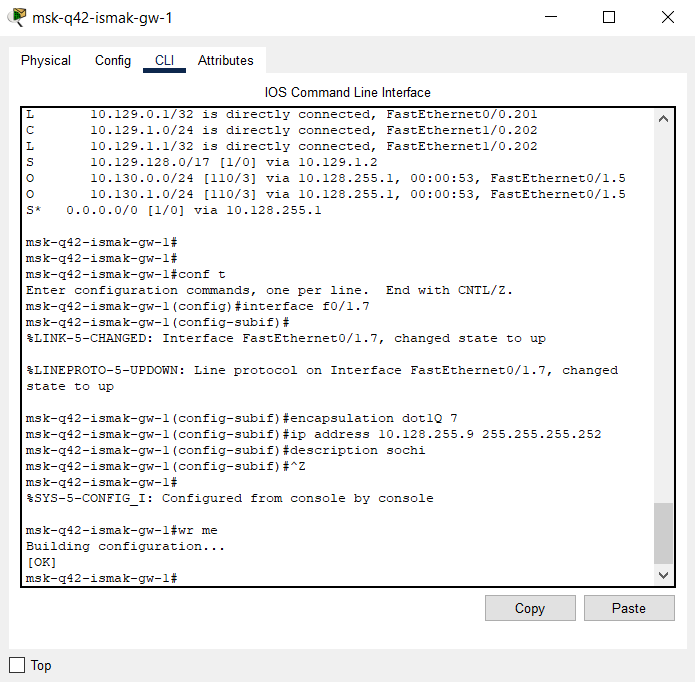 msk-q42-ismak-gw-1
Physical Config CLI Attributes
IOS Command Line Interface
L       10.129.0.1/32 is directly connected, FastEthernet0/0.201
C       10.129.1.0/24 is directly connected, FastEthernet1/0.202
L       10.129.1.1/32 is directly connected, FastEthernet1/0.202
S       10.129.128.0/17 [1/0] via 10.129.1.2
O       10.130.0.0/24 [110/3] via 10.128.255.1, 00:00:53, FastEthernet0/1.5
O       10.130.1.0/24 [110/3] via 10.128.255.1, 00:00:53, FastEthernet0/1.5
S*   0.0.0.0/0 [1/0] via 10.128.255.1
msk-q42-ismak-gw-1#
msk-q42-ismak-gw-1#
msk-q42-ismak-gw-1#conf t
Enter configuration commands, one per line.  End with CNTL/Z.
msk-q42-ismak-gw-1(config)#interface f0/1.7
msk-q42-ismak-gw-1(config-subif)#
%LINK-5-CHANGED: Interface FastEthernet0/1.7, changed state to up
%LINEPROTO-5-UPDOWN: Line protocol on Interface FastEthernet0/1.7, changed
state to up
msk-q42-ismak-gw-1(config-subif)#encapsulation dot1Q 7
msk-q42-ismak-gw-1(config-subif)#ip address 10.128.255.9 255.255.255.252
msk-q42-ismak-gw-1(config-subif)#description sochi
msk-q42-ismak-gw-1(config-subif)#^Z
msk-q42-ismak-gw-1#
%SYS-5-CONFIG_I: Configured from console by console
msk-q42-ismak-gw-1#wr me
Building configuration...
[OK]
msk-q42-ismak-gw-1#
Copy Paste
Top